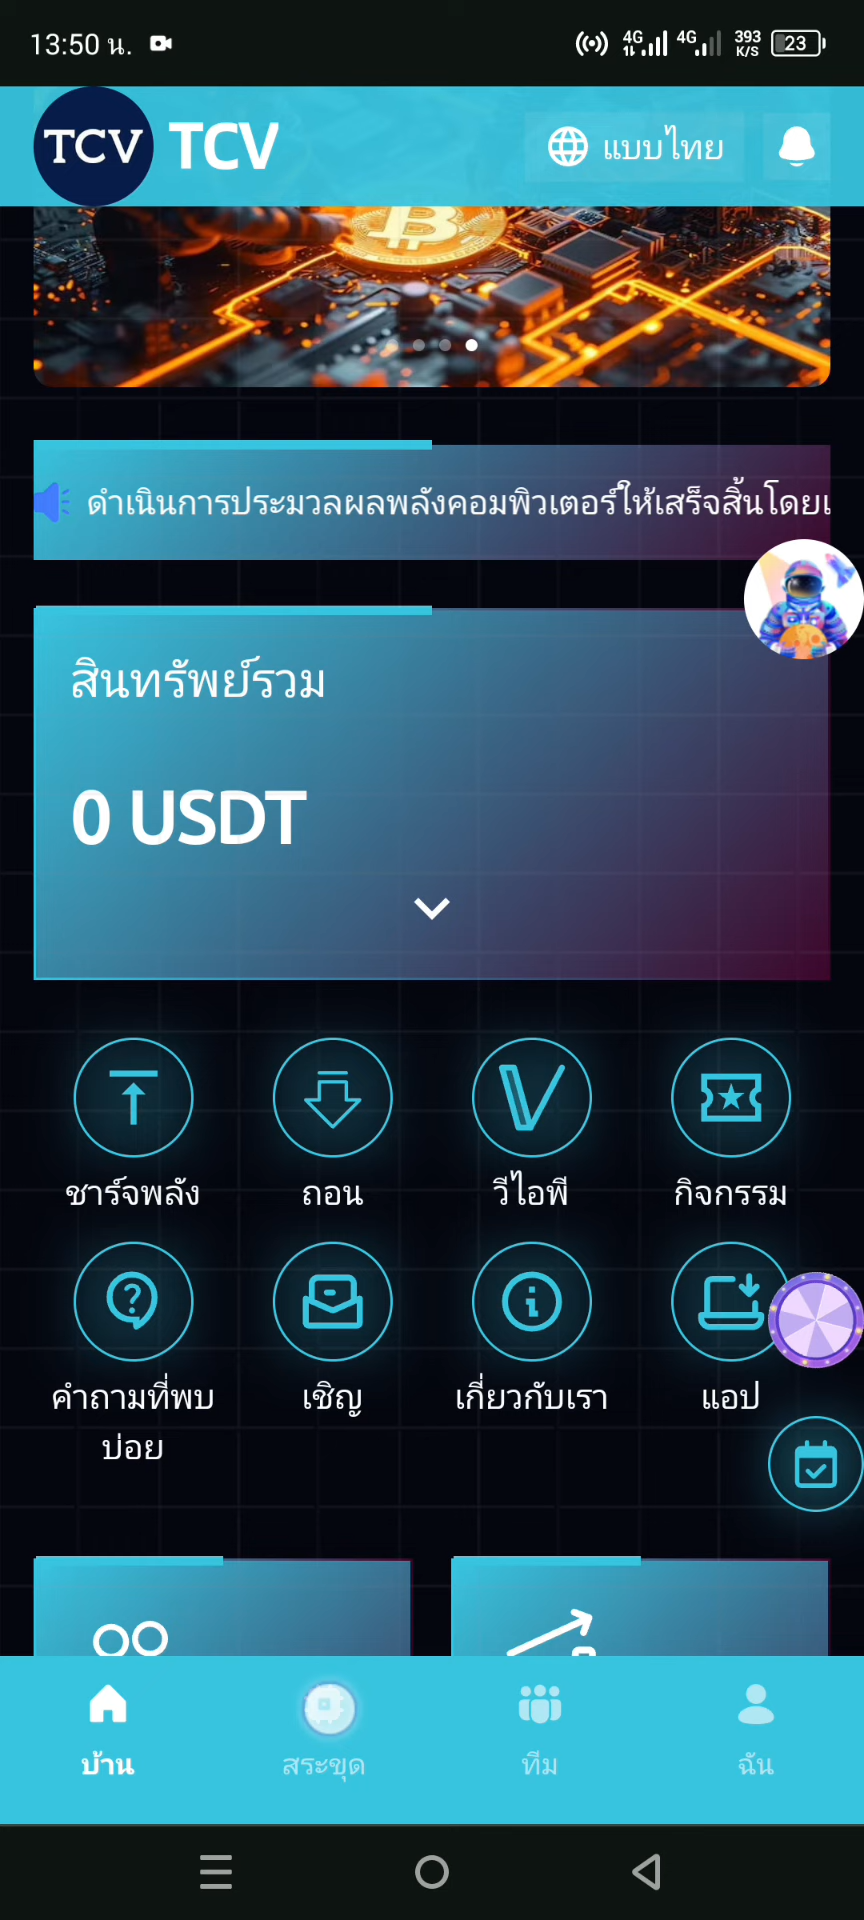 13:50 น.
4G 4G 393 K/S 23
TCV TCV แบบไทย
ดำเนินการประมวลผลพลังคอมพิวเตอร์ให้เสร็จสิ้นโดยเ
สินทรัพย์รวม
0 USDT
ชาร์จพลัง ถอน วีไอพี กิจกรรม
คำถามที่พบ เชิญ เกี่ยวกับเรา แอป
บ่อย
บ้าน สระขุด ทีม ฉัน